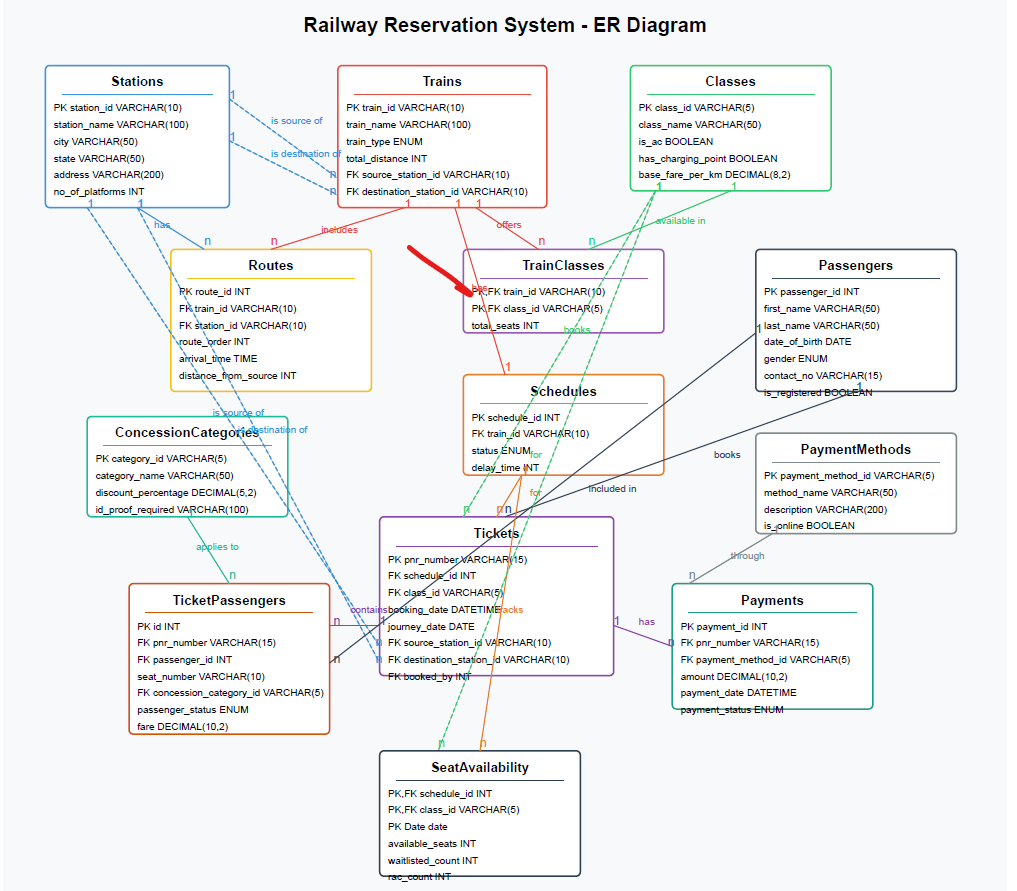 Railway Reservation System - ER Diagram
Stations
PK station_id VARCHAR(10)
station_name VARCHAR(100)
city VARCHAR(50)
state VARCHAR(50)
address VARCHAR(200)
no_of_platforms INT
Trains
PK train_id VARCHAR(10)
train_name VARCHAR(100)
train_type ENUM
total_distance INT
FK source_station_id VARCHAR(10)
FK destination_station_id VARCHAR(10)
Classes
PK class_id VARCHAR(5)
class_name VARCHAR(50)
is_ac BOOLEAN
has_charging_point BOOLEAN
base_fare_per_km DECIMAL(8,2)
1
is source of
n
1
is destination of
n
1
has
n
1
includes
n
1
1
offers
n
1
available in
n
1
Routes
PK route_id INT
FK train_id VARCHAR(10)
FK station_id VARCHAR(10)
route_order INT
arrival_time TIME
distance_from_source INT
TrainClasses
PK,FK train_id VARCHAR(10)
PK,FK class_id VARCHAR(5)
total_seats INT
has
books
1
Passengers
PK passenger_id INT
first_name VARCHAR(50)
last_name VARCHAR(50)
date_of_birth DATE
gender ENUM
contact_no VARCHAR(15)
is_registered BOOLEAN
1
1
Schedules
PK schedule_id INT
FK train_id VARCHAR(10)
status ENUM
delay_time INT
for
1
for
is source of
is destination of
ConcessionCategories
PK category_id VARCHAR(5)
category_name VARCHAR(50)
discount_percentage DECIMAL(5,2)
id_proof_required VARCHAR(100)
books
included in
PaymentMethods
PK payment_method_id VARCHAR(5)
method_name VARCHAR(50)
description VARCHAR(200)
is_online BOOLEAN
applies to
n
through
n
n
n
n
Tickets
PK pnr_number VARCHAR(15)
FK schedule_id INT
FK class_id VARCHAR(5)
booking_date DATETIME
journey_date DATE
FK source_station_id VARCHAR(10)
FK destination_station_id VARCHAR(10)
FK booked_by INT
tracks
TicketPassengers
PK id INT
FK pnr_number VARCHAR(15)
FK passenger_id INT
seat_number VARCHAR(10)
FK concession_category_id VARCHAR(5)
passenger_status ENUM
fare DECIMAL(10,2)
contains
n
1
n
n
n
1
has
n
Payments
PK payment_id INT
FK pnr_number VARCHAR(15)
FK payment_method_id VARCHAR(5)
amount DECIMAL(10,2)
payment_date DATETIME
payment_status ENUM
n
n
SeatAvailability
PK,FK schedule_id INT
PK,FK class_id VARCHAR(5)
PK Date date
available_seats INT
waitlisted_count INT
rac_count INT